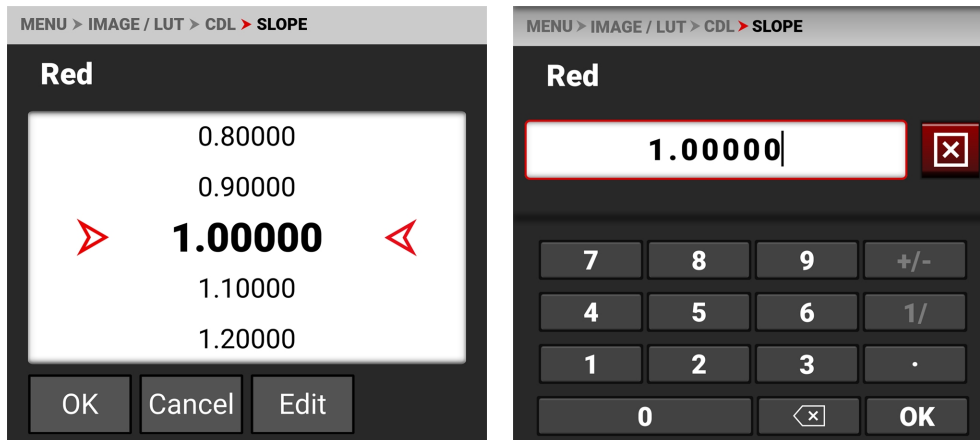 MENU > IMAGE / LUT > CDL > SLOPE
Red
0.80000
0.90000
1.00000
1.10000
1.20000
OK Cancel Edit
MENU > IMAGE / LUT > CDL > SLOPE
Red
1.00000
7 8 9 +/-
4 5 6 1/
1 2 3 .
0 OK